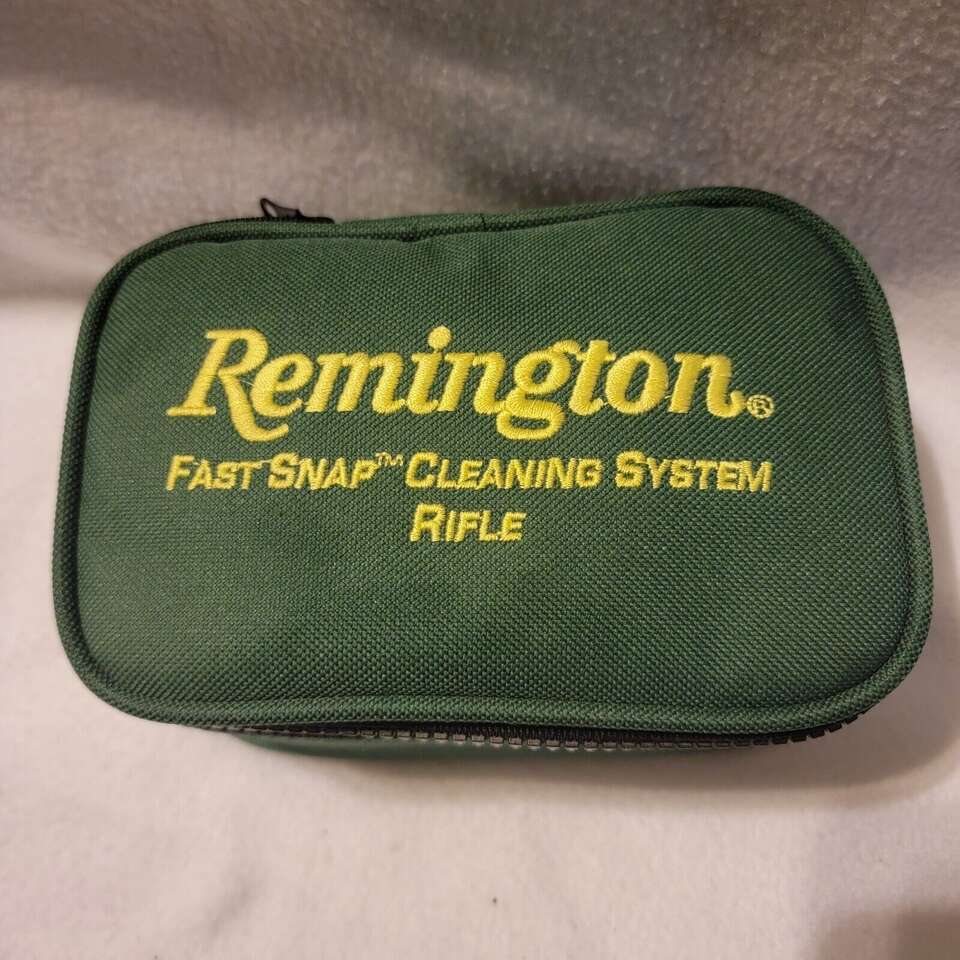 Remington®
FAST SNAP™ CLEANING SYSTEM
RIFLE